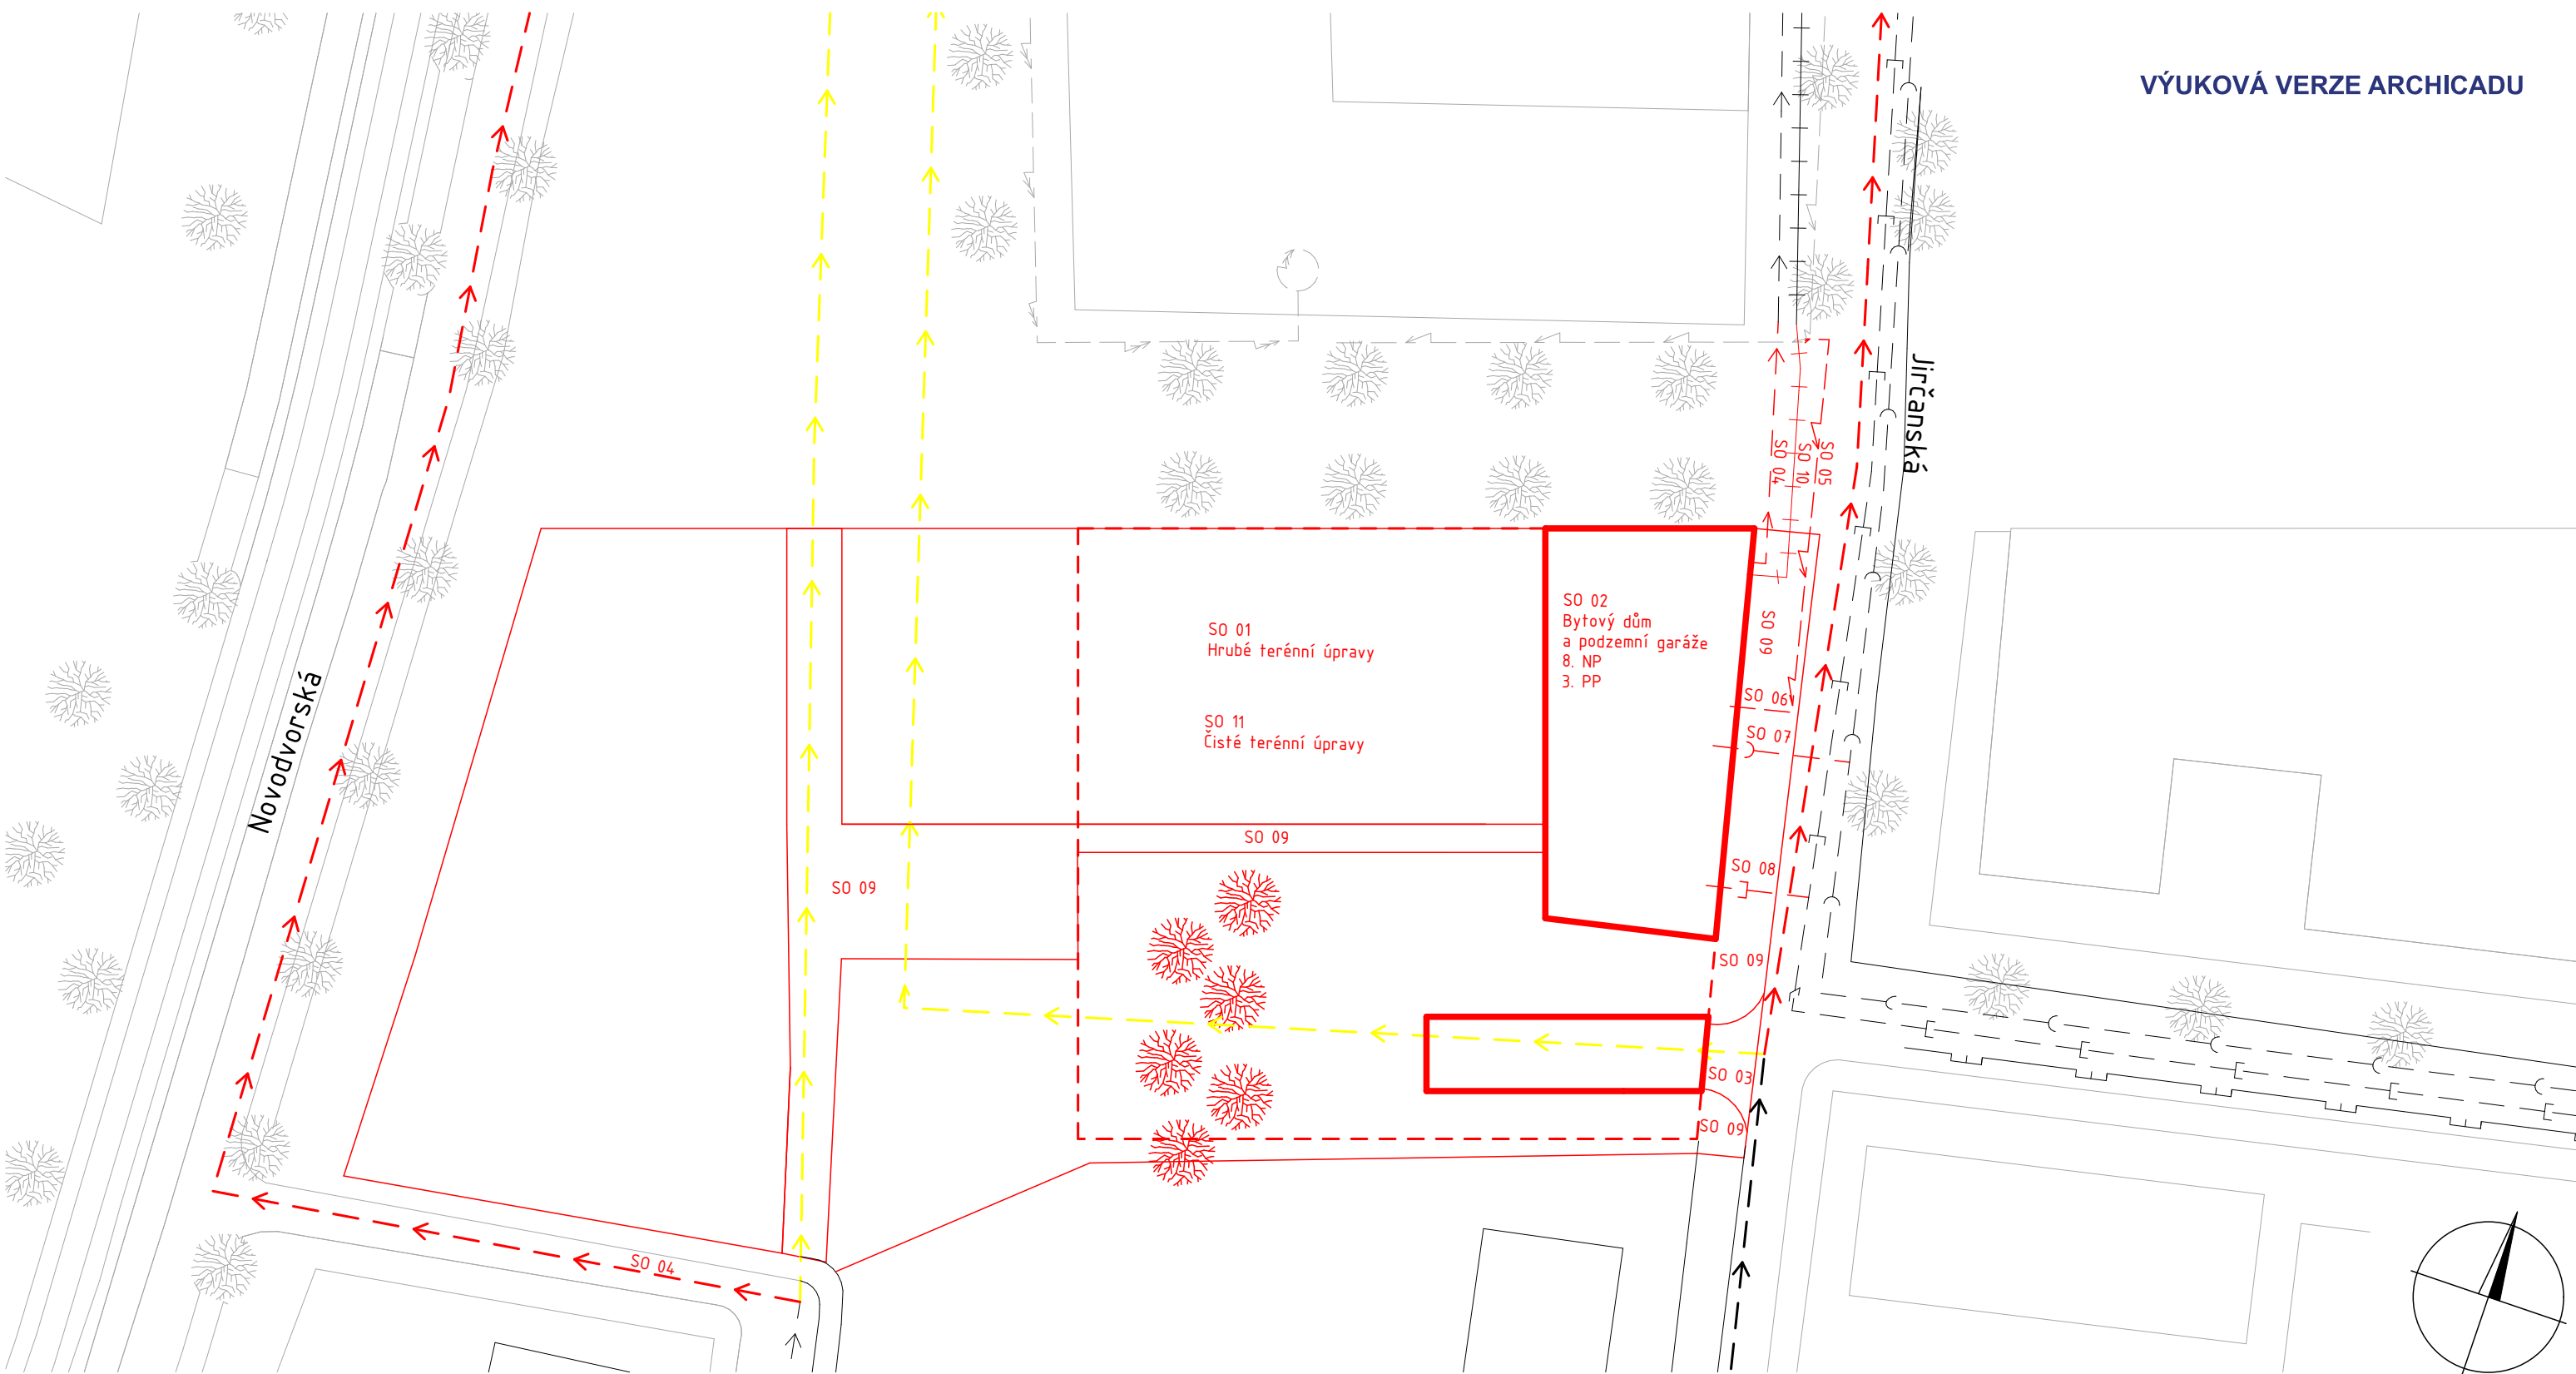 VÝUKOVÁ VERZE ARCHICADU
Jirčanská
SO 04
SO 10
SO 05
SO 02
Bytový dům
a podzemní garáže
8. NP
3. PP
SO 01
Hrubé terénní úpravy
SO 09
SO 06
SO 11
Čisté terénní úpravy
SO 07
Novodvorská
SO 09
SO 08
SO 09
SO 09
SO 03
SO 09
SO 04